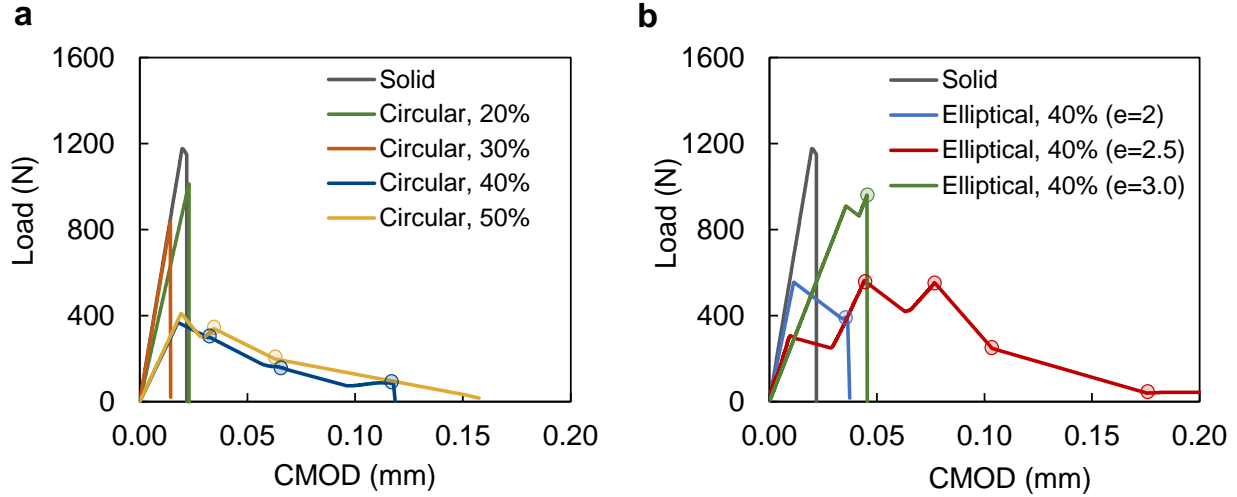 a
Load (N)
1600
1200
800
400
0
0.00 0.05 0.10 0.15 0.20
CMOD (mm)
Solid
Circular, 20%
Circular, 30%
Circular, 40%
Circular, 50%
b
Load (N)
1600
1200
800
400
0
0.00 0.05 0.10 0.15 0.20
CMOD (mm)
Solid
Elliptical, 40% (e=2)
Elliptical, 40% (e=2.5)
Elliptical, 40% (e=3.0)